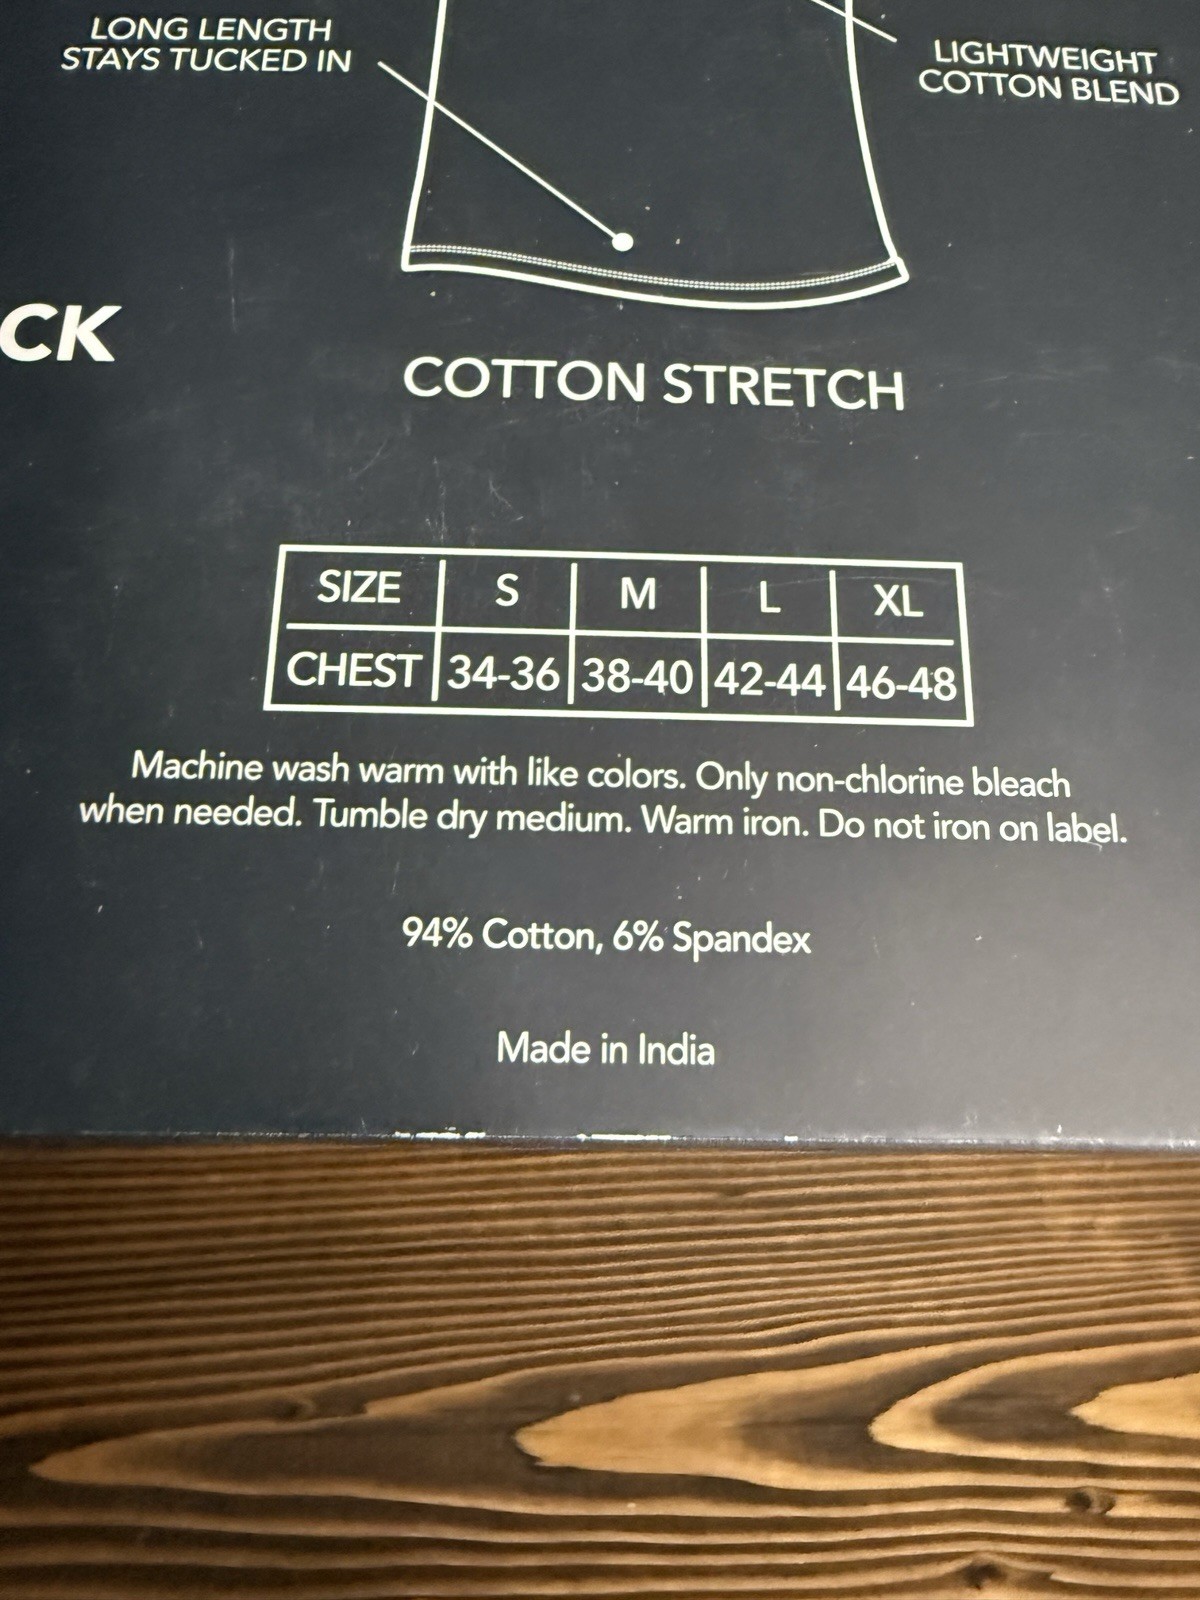 LONG LENGTH
STAYS TUCKED IN
LIGHTWEIGHT
COTTON BLEND
CK
COTTON STRETCH
SIZE S M L XL
CHEST 34-36 38-40 42-44 46-48
Machine wash warm with like colors. Only non-chlorine bleach
when needed. Tumble dry medium. Warm iron. Do not iron on label.
94% Cotton, 6% Spandex
Made in India